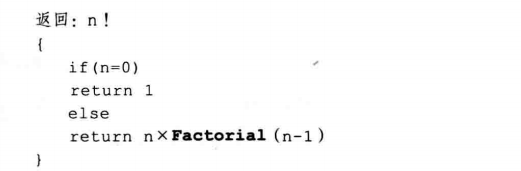 返回：n！
{
if(n=0)
return 1
else
return n×Factorial (n-1)
}